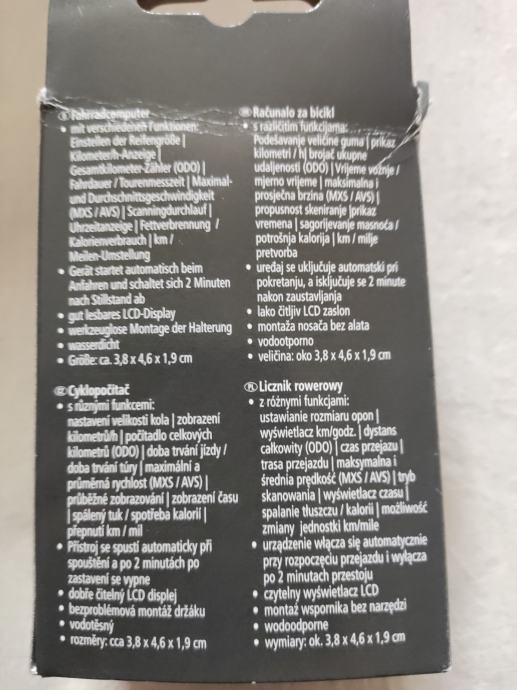 Fahrradcomputer
• mit verschiedenen Funktionen:
Einstellen der Reifengröße |
Kilometer/h-Anzeige |
Gesamtkilometer-Zähler (ODO) |
Fahrdauer / Tourenmesszeit | Maximal-
und Durchschnittsgeschwindigkeit
(MXS / AVS) | Scanningdurchlauf |
Uhrzeitanzeige | Fettverbrennung /
Kalorienverbrauch | km /
Meilen-Umstellung
• Gerät startet automatisch beim
Anfahren und schaltet sich 2 Minuten
nach Stillstand ab
• gut lesbares LCD-Display
• werkzeuglose Montage der Halterung
• wasserdicht
• Größe: ca. 3,8 x 4,6 x 1,9 cm
Računalo za bicikl
• s različitim funkcijama:
Podešavanje veličine guma | prikaz
kilometri / h| brojač ukupne
udaljenosti (ODO) | Vrijeme vožnje /
mjerno vrijeme | maksimalna i
prosječna brzina (MXS / AVS) |
propusnost skeniranje |prikaz
vremena | sagorijevanje masnoća /
potrošnja kalorija | km / milje
pretvorba
• uređaj se uključuje automatski pri
pokretanju, a isključuje se 2 minute
nakon zaustavljanja
• lako čitljiv LCD zaslon
• montaža nosača bez alata
• vodootporno
• veličina: oko 3,8 x 4,6 x 1,9 cm
CZ Cyklopočítač
• s různými funkcemi:
nastavení velikosti kola | zobrazení
kilometrů/h | počítadlo celkových
kilometrů (ODO) | doba trvání jízdy /
doba trvání túry | maximální a
průměrná rychlost (MXS / AVS) |
průběžné zobrazování | zobrazení času
| spálený tuk / spotřeba kalorií |
přepnutí km / mil
• Přístroj se spustí automaticky při
spouštění a po 2 minutách po
zastavení se vypne
• dobře čitelný LCD displej
• bezproblémová montáž držáku
• vodotěsný
• rozměry: cca 3,8 x 4,6 x 1,9 cm
PL Licznik rowerowy
• z różnymi funkcjami:
ustawianie rozmiaru opon |
wyświetlacz km/godz. | dystans
całkowity (ODO) | czas przejazdu |
trasa przejazdu | maksymalna i
średnia prędkość (MXS / AVS) | tryb
skanowania | wyświetlacz czasu |
spalanie tłuszczu / kalorii | możliwość
zmiany jednostki km/mile
• urządzenie włącza się automatycznie
przy rozpoczęciu przejazdu i wyłącza
po 2 minutach przestoju
• czytelny wyświetlacz LCD
• montaż wspornika bez narzędzi
• wodoodporne
• wymiary: ok. 3,8 x 4,6 x 1,9 cm